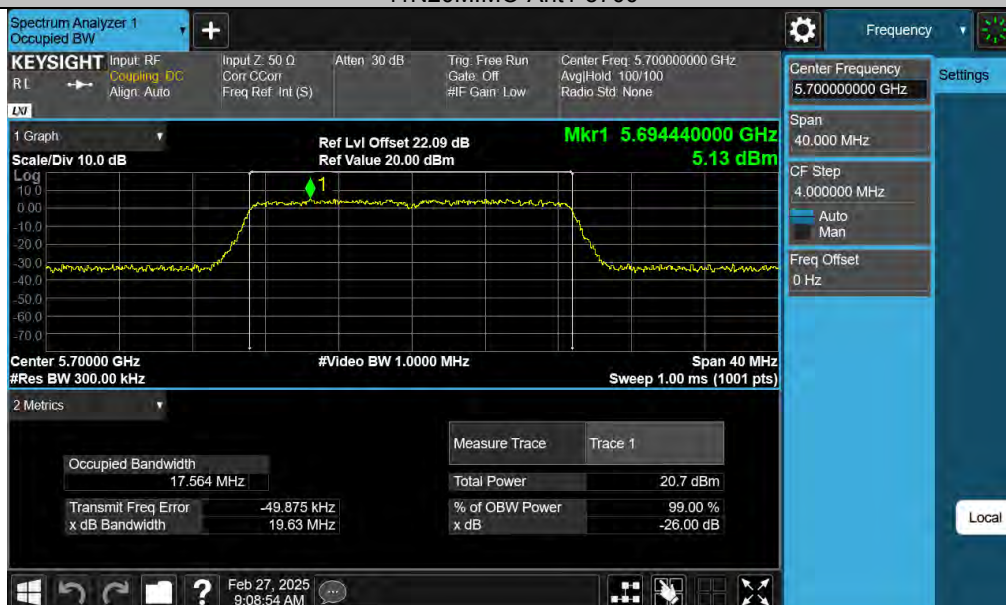 Spectrum Analyzer 1
Occupied BW
+
Frequency
KEYSIGHT
RL
LXI
Input: RF
Coupling: DC
Align: Auto
Input Z: 50 Ω
Corr CCorr
Freq Ref: Int (S)
Atten: 30 dB
Trig: Free Run
Gate: Off
#IF Gain: Low
Center Freq: 5.700000000 GHz
Avg|Hold: 100/100
Radio Std: None
1 Graph
Scale/Div 10.0 dB
Ref Lvl Offset 22.09 dB
Ref Value 20.00 dBm
Mkr1 5.694440000 GHz
5.13 dBm
Log
10.0
0.00
-10.0
-20.0
-30.0
-40.0
-50.0
-60.0
-70.0
1
Center 5.70000 GHz
#Res BW 300.00 kHz
#Video BW 1.0000 MHz
Span 40 MHz
Sweep 1.00 ms (1001 pts)
2 Metrics
Measure Trace Trace 1
Occupied Bandwidth
17.564 MHz
Total Power 20.7 dBm
Transmit Freq Error -49.875 kHz
x dB Bandwidth 19.63 MHz
% of OBW Power 99.00 %
x dB -26.00 dB
Center Frequency
5.700000000 GHz
Settings
Span
40.000 MHz
CF Step
4.000000 MHz
Auto
Man
Freq Offset
0 Hz
Local
?
Feb 27, 2025
9:08:54 AM